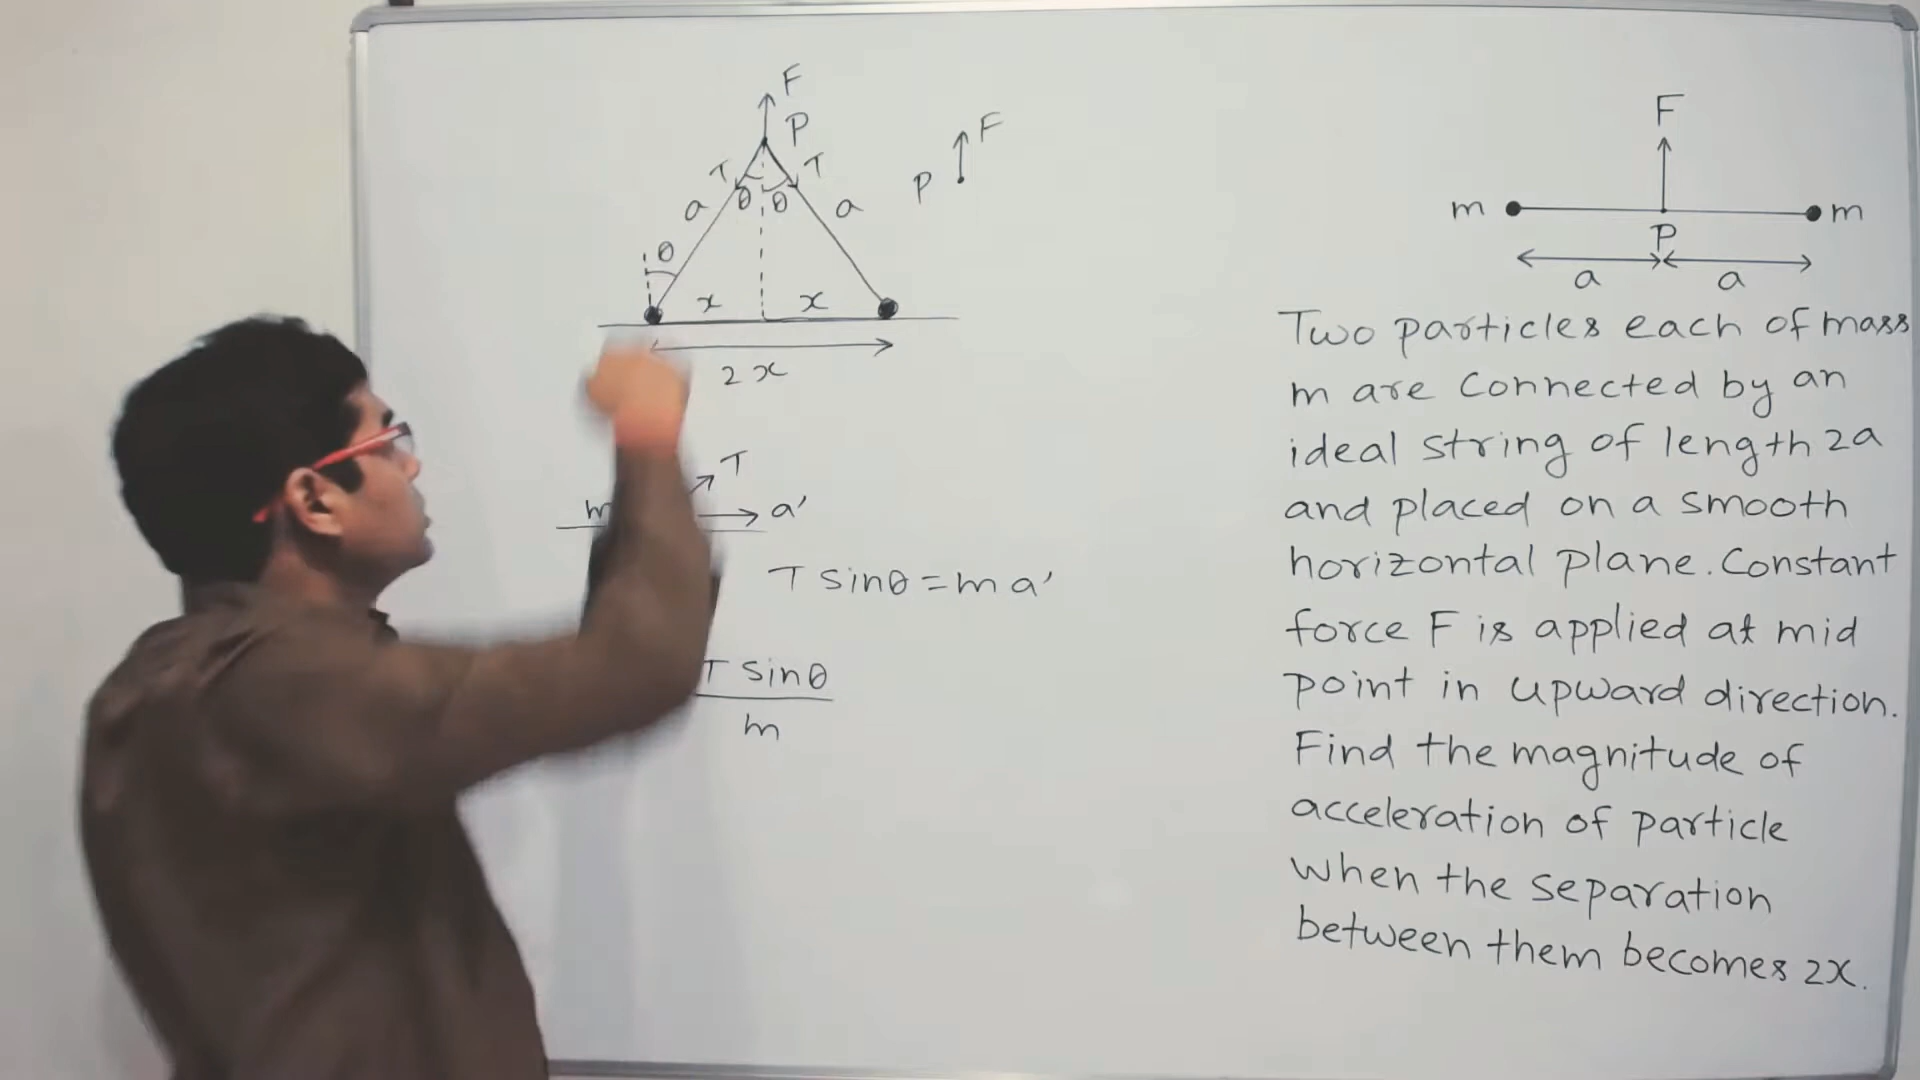 F
P
T T
θ θ
a a
θ
x x
2x
F
P
T
m a'
T sinθ = m a'
T sinθ
m
F
m m
P
a a
Two particles each of mass
m are connected by an
ideal string of length 2a
and placed on a smooth
horizontal plane. Constant
force F is applied at mid
point in upward direction.
Find the magnitude of
acceleration of particle
when the separation
between them becomes 2x.